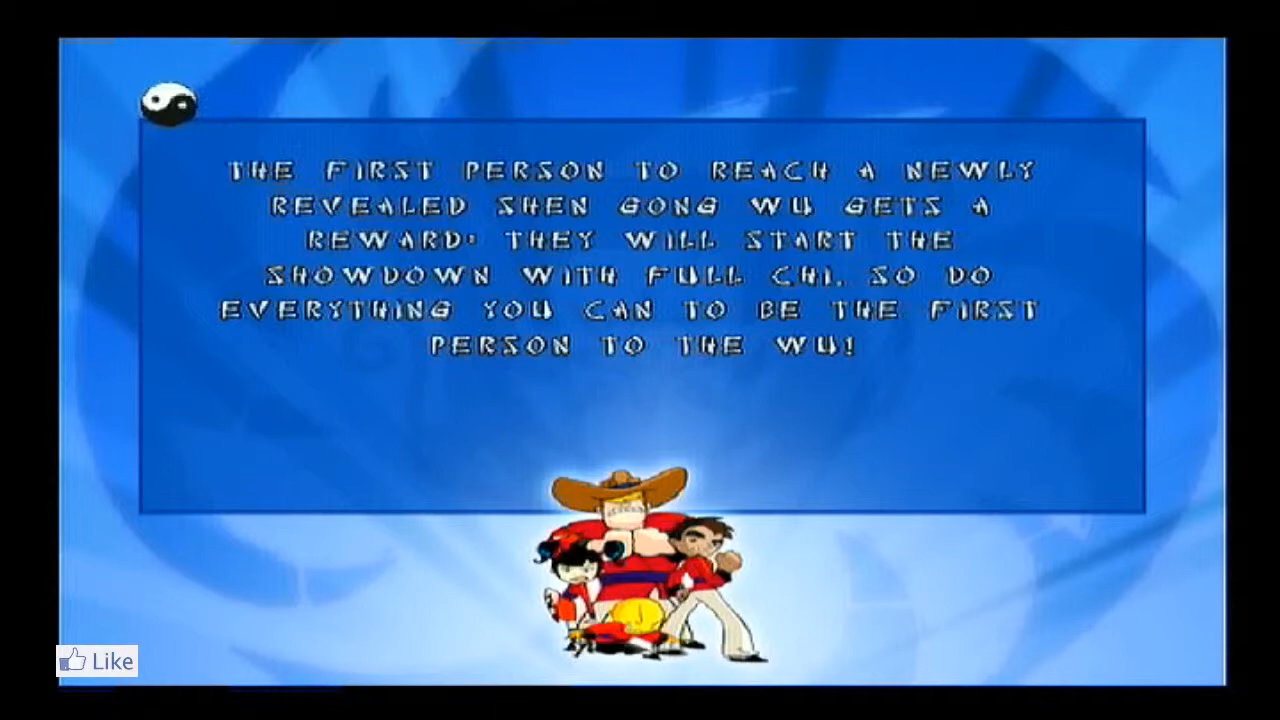 THE FIRST PERSON TO REACH A NEWLY
REVEALED SHEN GONG WU GETS A
REWARD: THEY WILL START THE
SHOWDOWN WITH FULL CHI. SO DO
EVERYTHING YOU CAN TO BE THE FIRST
PERSON TO THE WU!
Like